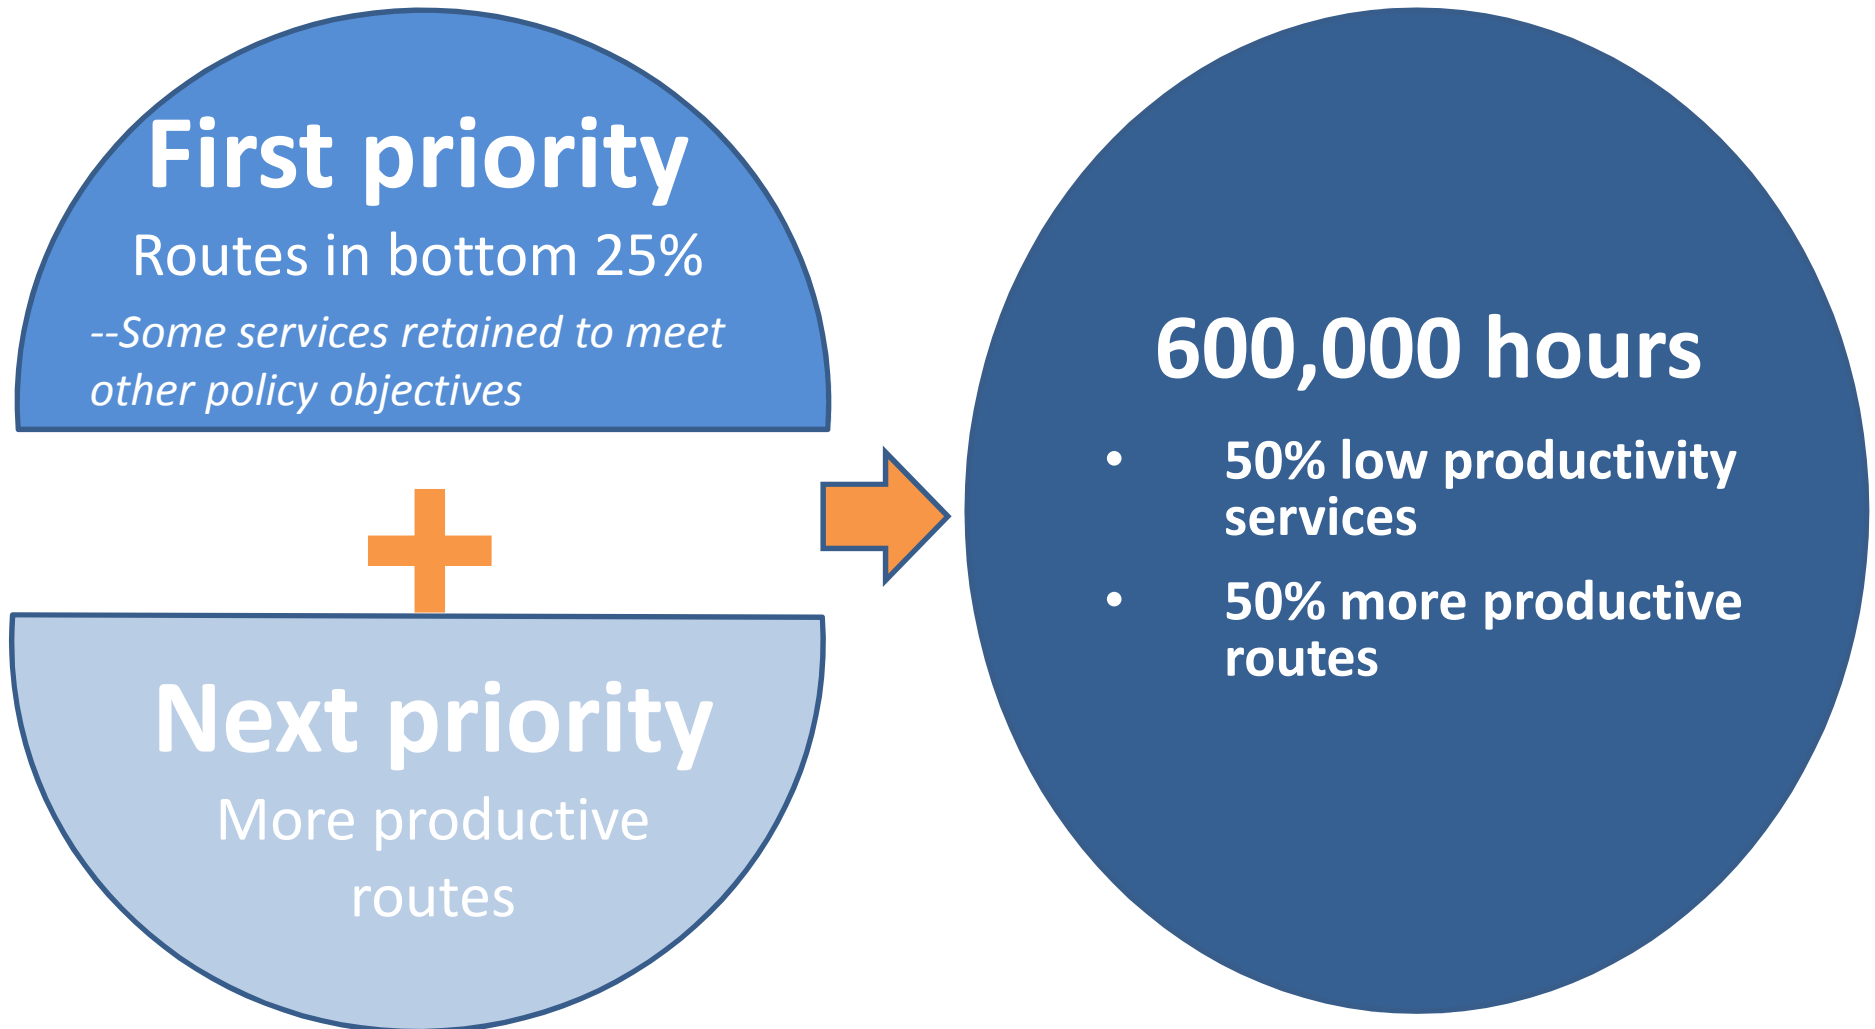 First priority
Routes in bottom 25%
--Some services retained to meet
other policy objectives
Next priority
More productive
routes
600,000 hours
• 50% low productivity
services
• 50% more productive
routes